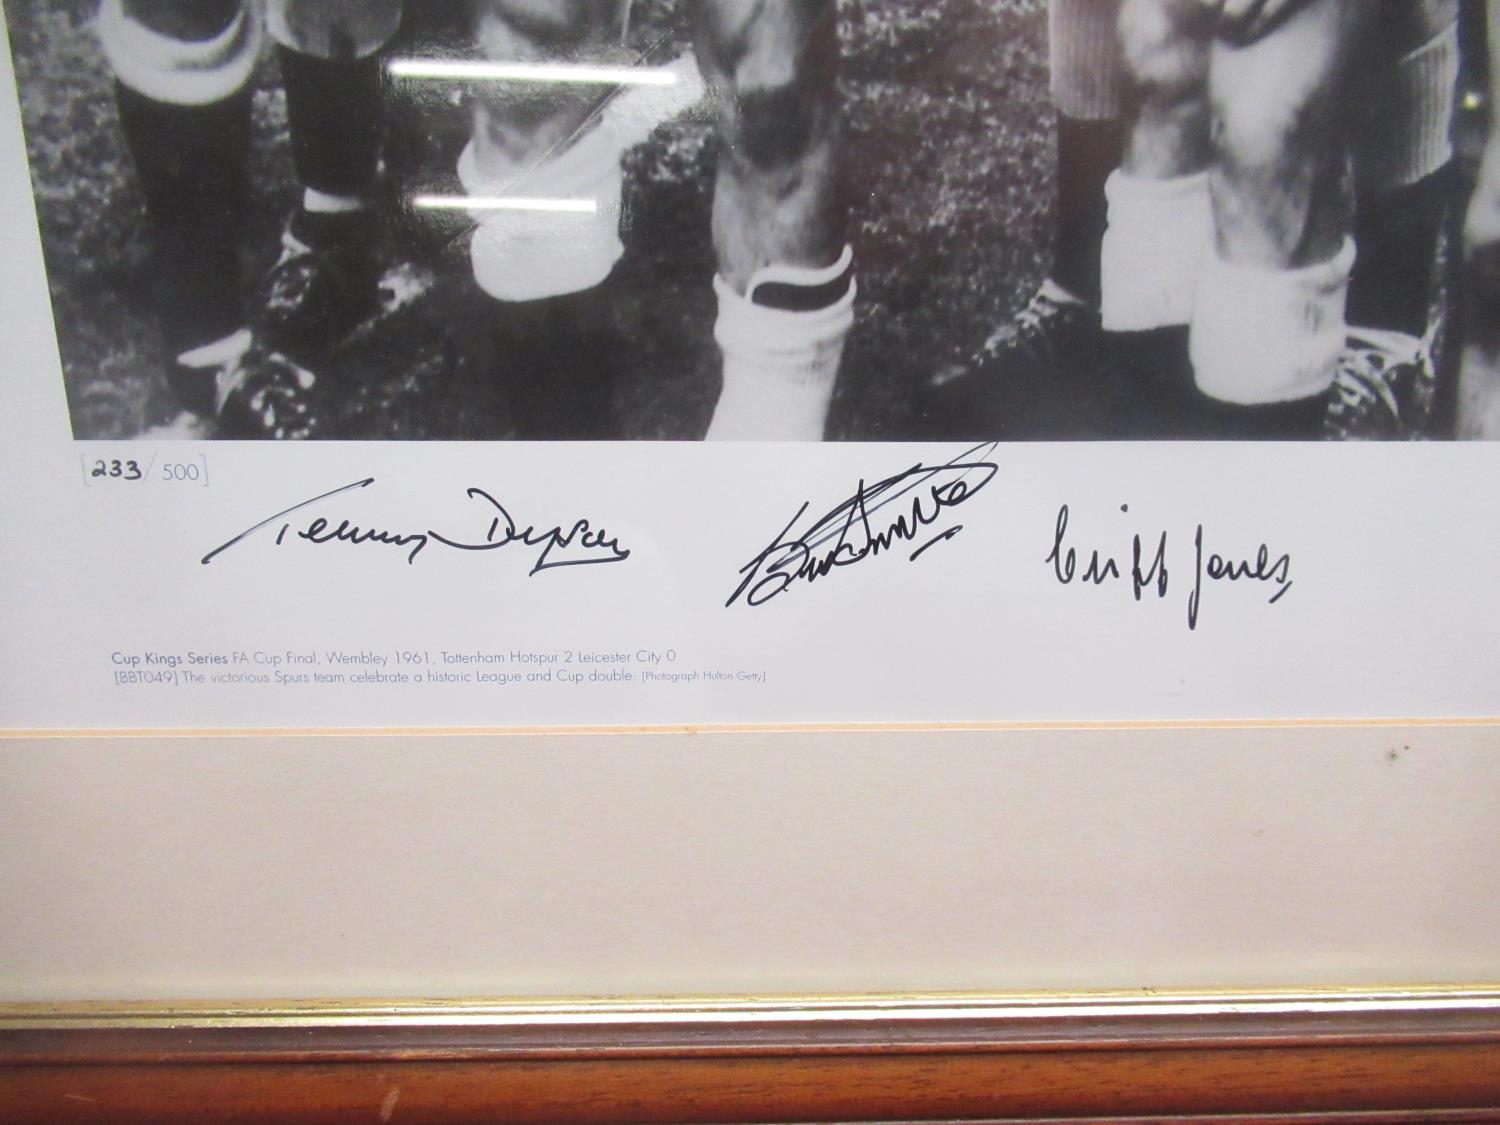 [233/500]
Terry Dyson
Cliff Jones
Cup Kings Series FA Cup Final, Wembley 1961, Tottenham Hotspur 2 Leicester City 0
[BBT049] The victorious Spurs team celebrate a historic League and Cup double. [Photograph Hulton Getty]